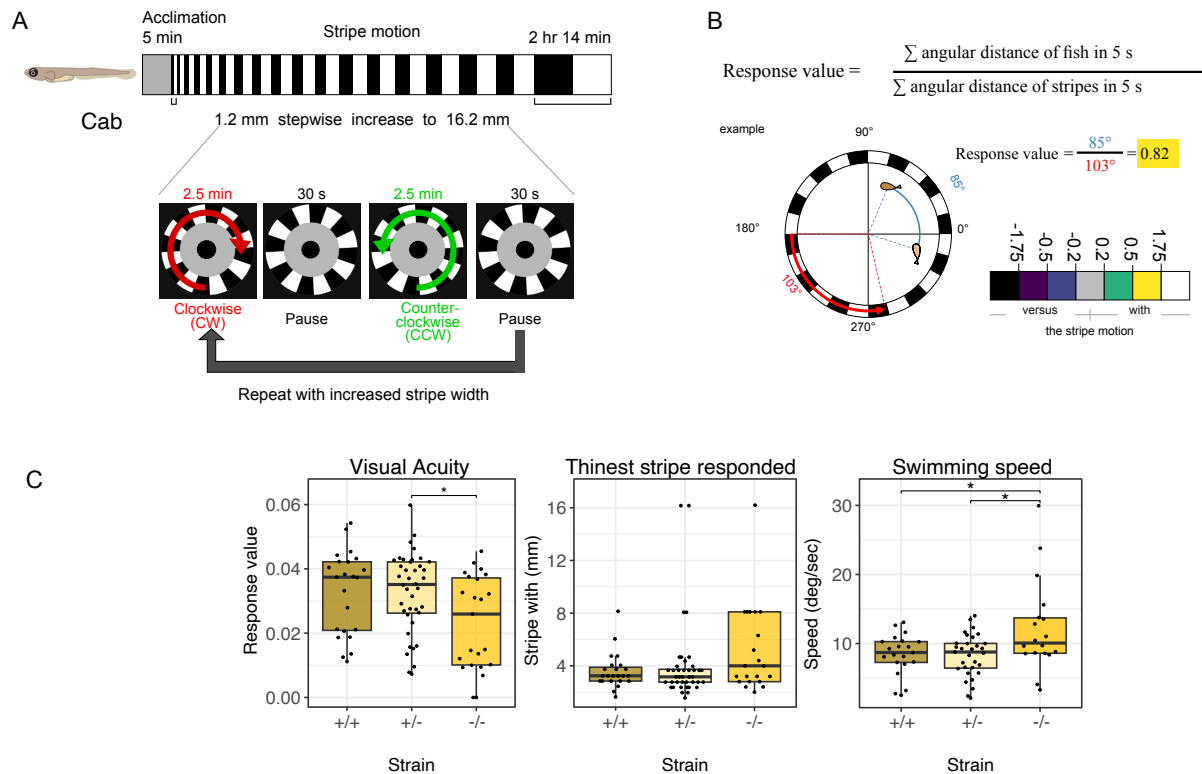 A
Acclimation
5 min
Stripe motion
2 hr 14 min
Cab
1.2 mm stepwise increase to 16.2 mm
2.5 min
30 s
2.5 min
30 s
Clockwise
(CW)
Pause
Counter-
clockwise
(CCW)
Pause
Repeat with increased stripe width
B
Response value =
∑ angular distance of fish in 5 s
∑ angular distance of stripes in 5 s
example
90°
85°
0°
180°
103°
270°
Response value = 85° / 103° = 0.82
-1.75
-0.5
-0.2
0.2
0.5
1.75
versus
with
the stripe motion
C
Visual Acuity
*
Response value
0.06
0.04
0.02
0.00
+/+
+/-
-/-
Strain
Thinest stripe responded
Stripe with (mm)
16
12
8
4
+/+
+/-
-/-
Strain
Swimming speed
*
*
Speed (deg/sec)
30
20
10
+/+
+/-
-/-
Strain